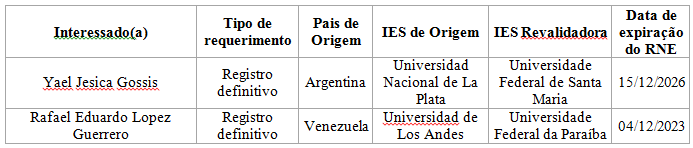 Interessado(a)
Tipo de requerimento
Pais de Origem
IES de Origem
IES Revalidadora
Data de expiração do RNE
Yael Jesica Gossis
Registro definitivo
Argentina
Universidad Nacional de La Plata
Universidade Federal de Santa Maria
15/12/2026
Rafael Eduardo Lopez Guerrero
Registro definitivo
Venezuela
Universidad de Los Andes
Universidade Federal da Paraíba
04/12/2023